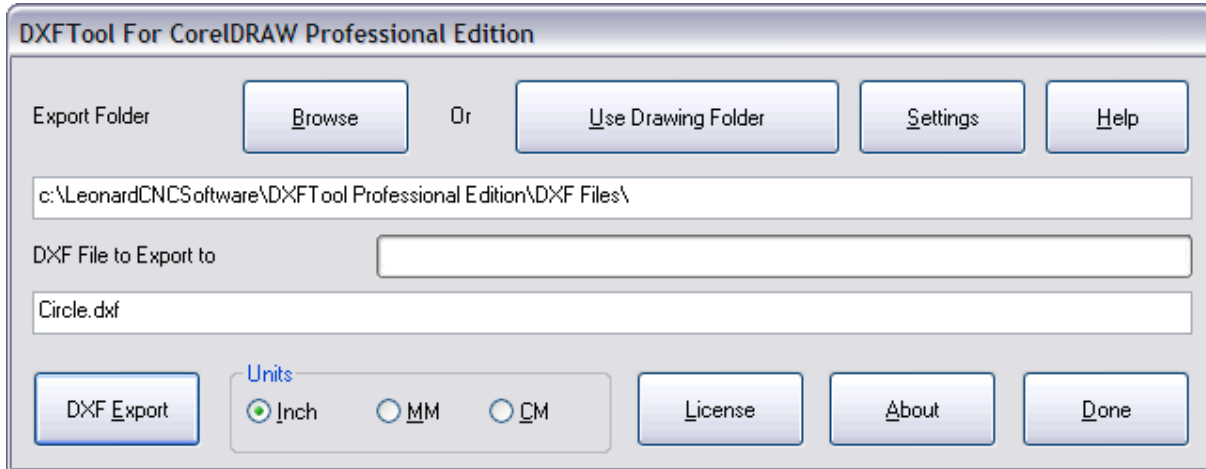 DXFTool For CorelDRAW Professional Edition
Export Folder Browse Or Use Drawing Folder Settings Help
c:\LeonardCNCSoftware\DXFTool Professional Edition\DXF Files\
DXF File to Export to
Circle.dxf
Units
DXF Export Inch MM CM License About Done